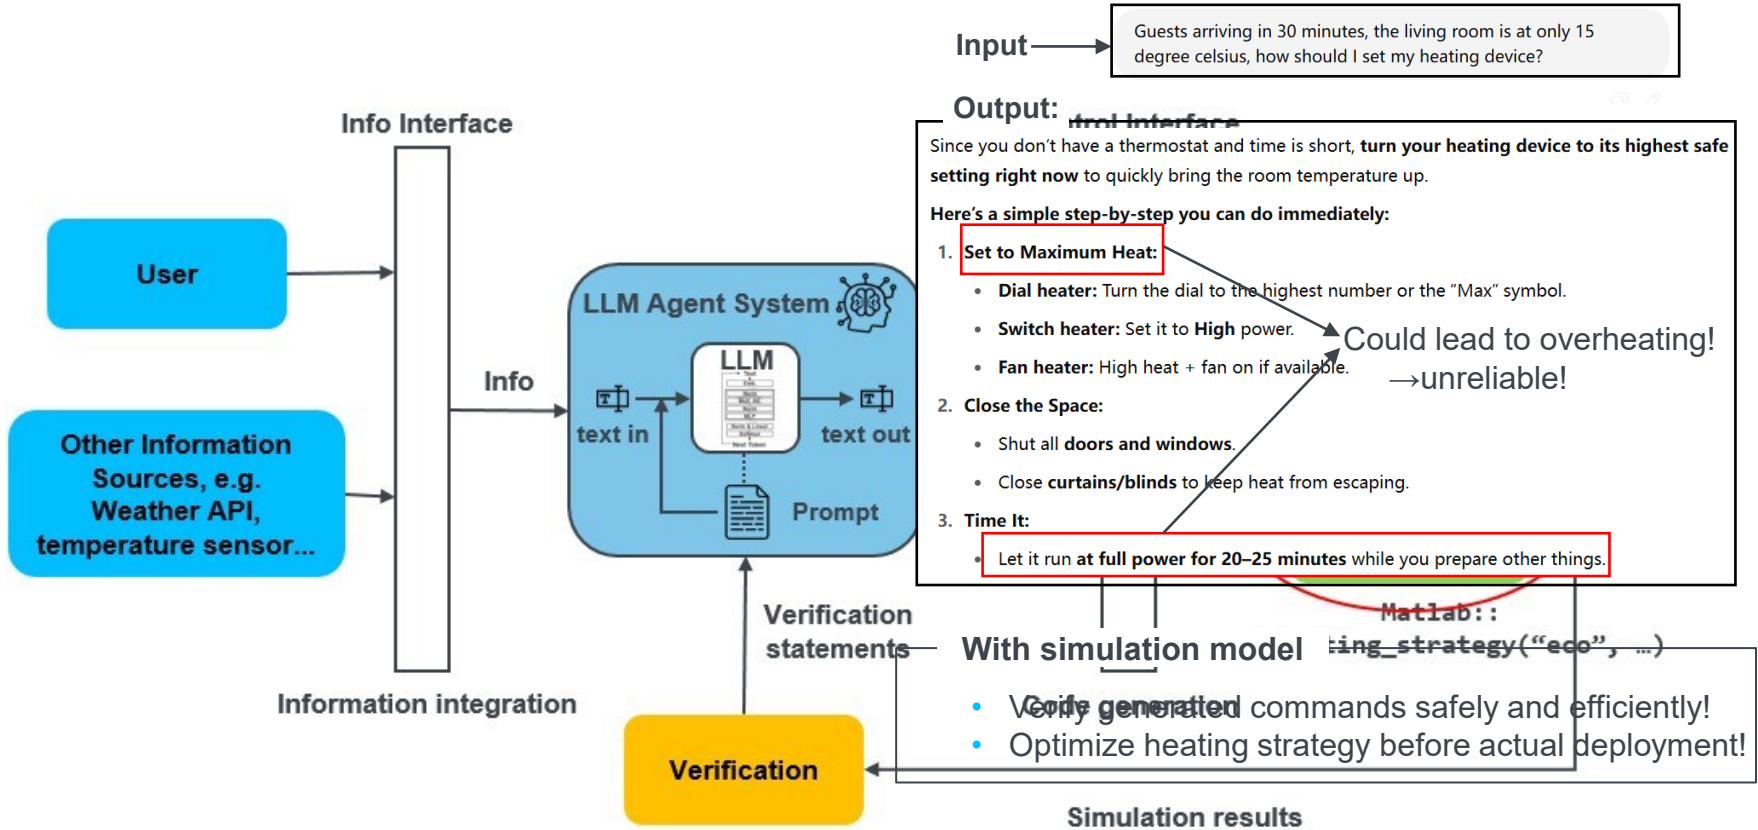 Input
Guests arriving in 30 minutes, the living room is at only 15
degree celsius, how should I set my heating device?
Output:
trol Interface
Since you don’t have a thermostat and time is short, turn your heating device to its highest safe
setting right now to quickly bring the room temperature up.
Here’s a simple step-by-step you can do immediately:
1. Set to Maximum Heat:
• Dial heater: Turn the dial to the highest number or the “Max” symbol.
• Switch heater: Set it to High power.
• Fan heater: High heat + fan on if available.
2. Close the Space:
• Shut all doors and windows.
• Close curtains/blinds to keep heat from escaping.
3. Time It:
• Let it run at full power for 20–25 minutes while you prepare other things.
Could lead to overheating!
→unreliable!
Info Interface
User
Other Information
Sources, e.g.
Weather API,
temperature sensor...
Information integration
Info
LLM Agent System
LLM
text in
text out
Prompt
Verification
statements
Verification
Matlab::
ting_strategy(“eco”, …)
With simulation model
• Verify generated commands safely and efficiently!
• Optimize heating strategy before actual deployment!
Code generation
Simulation results